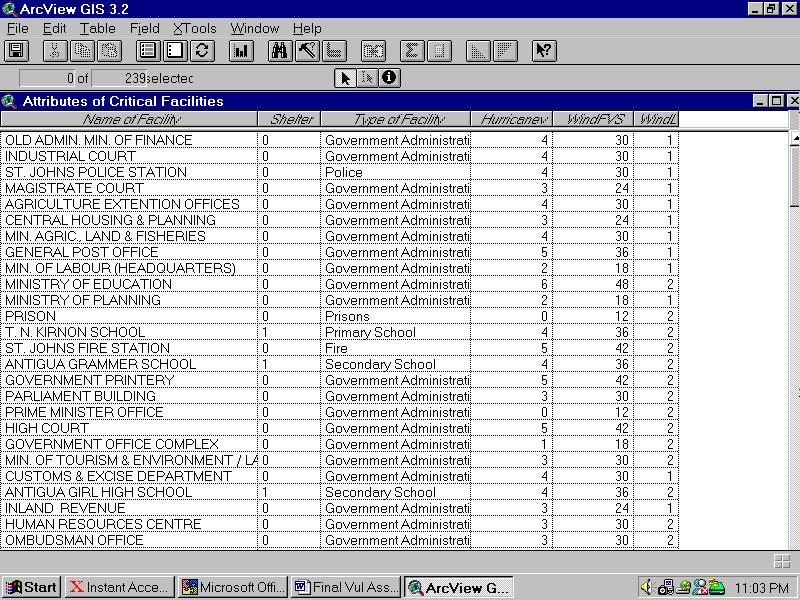 ArcView GIS 3.2
File Edit Table Field XTools Window Help
0 of 239 selected
Attributes of Critical Facilities
Name of Facility Shelter Type of Facility Hurricanev WindFVS WindL
OLD ADMIN. MIN. OF FINANCE 0 Government Administrati 4 30 1
INDUSTRIAL COURT 0 Government Administrati 4 30 1
ST. JOHNS POLICE STATION 0 Police 4 30 1
MAGISTRATE COURT 0 Government Administrati 3 24 1
AGRICULTURE EXTENTION OFFICES 0 Government Administrati 4 30 1
CENTRAL HOUSING & PLANNING 0 Government Administrati 3 24 1
MIN. AGRIC., LAND & FISHERIES 0 Government Administrati 4 30 1
GENERAL POST OFFICE 0 Government Administrati 5 36 1
MIN. OF LABOUR (HEADQUARTERS) 0 Government Administrati 2 18 1
MINISTRY OF EDUCATION 0 Government Administrati 6 48 2
MINISTRY OF PLANNING 0 Government Administrati 2 18 1
PRISON 0 Prisons 0 12 2
T. N. KIRNON SCHOOL 1 Primary School 4 36 2
ST. JOHNS FIRE STATION 0 Fire 5 42 2
ANTIGUA GRAMMER SCHOOL 1 Secondary School 4 36 2
GOVERNMENT PRINTERY 0 Government Administrati 5 42 2
PARLIAMENT BUILDING 0 Government Administrati 3 30 2
PRIME MINISTER OFFICE 0 Government Administrati 0 12 2
HIGH COURT 0 Government Administrati 5 42 2
GOVERNMENT OFFICE COMPLEX 0 Government Administrati 1 18 2
MIN. OF TOURISM & ENVIRONMENT / LA 0 Government Administrati 3 30 2
CUSTOMS & EXCISE DEPARTMENT 0 Government Administrati 4 30 1
ANTIGUA GIRL HIGH SCHOOL 1 Secondary School 4 36 2
INLAND REVENUE 0 Government Administrati 3 24 1
HUMAN RESOURCES CENTRE 0 Government Administrati 3 30 2
OMBUDSMAN OFFICE 0 Government Administrati 3 30 2
Start Instant Acce... Microsoft Offi... Final Vul Ass... ArcView G... 11:03 PM